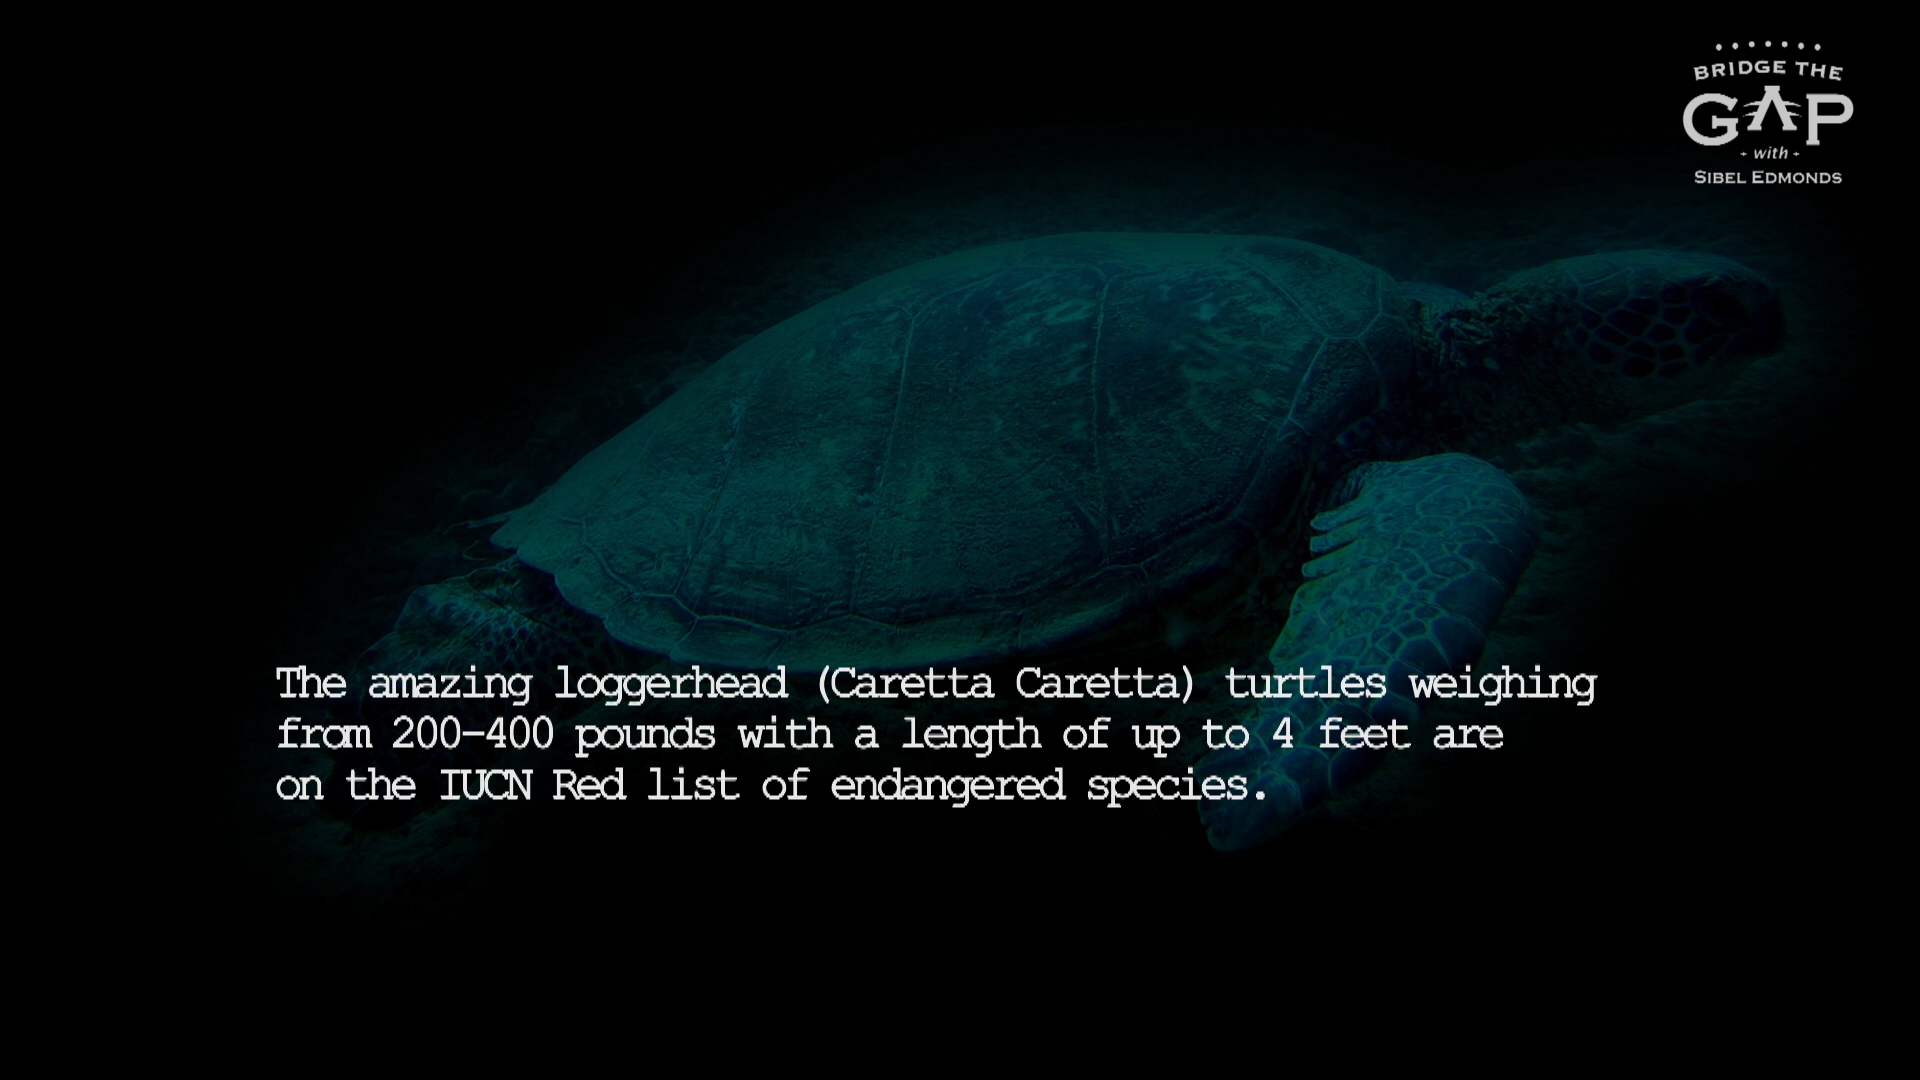 BRIDGE THE
GAP
- with -
SIBEL EDMONDS
The amazing loggerhead (Caretta Caretta) turtles weighing
from 200-400 pounds with a length of up to 4 feet are
on the IUCN Red list of endangered species.